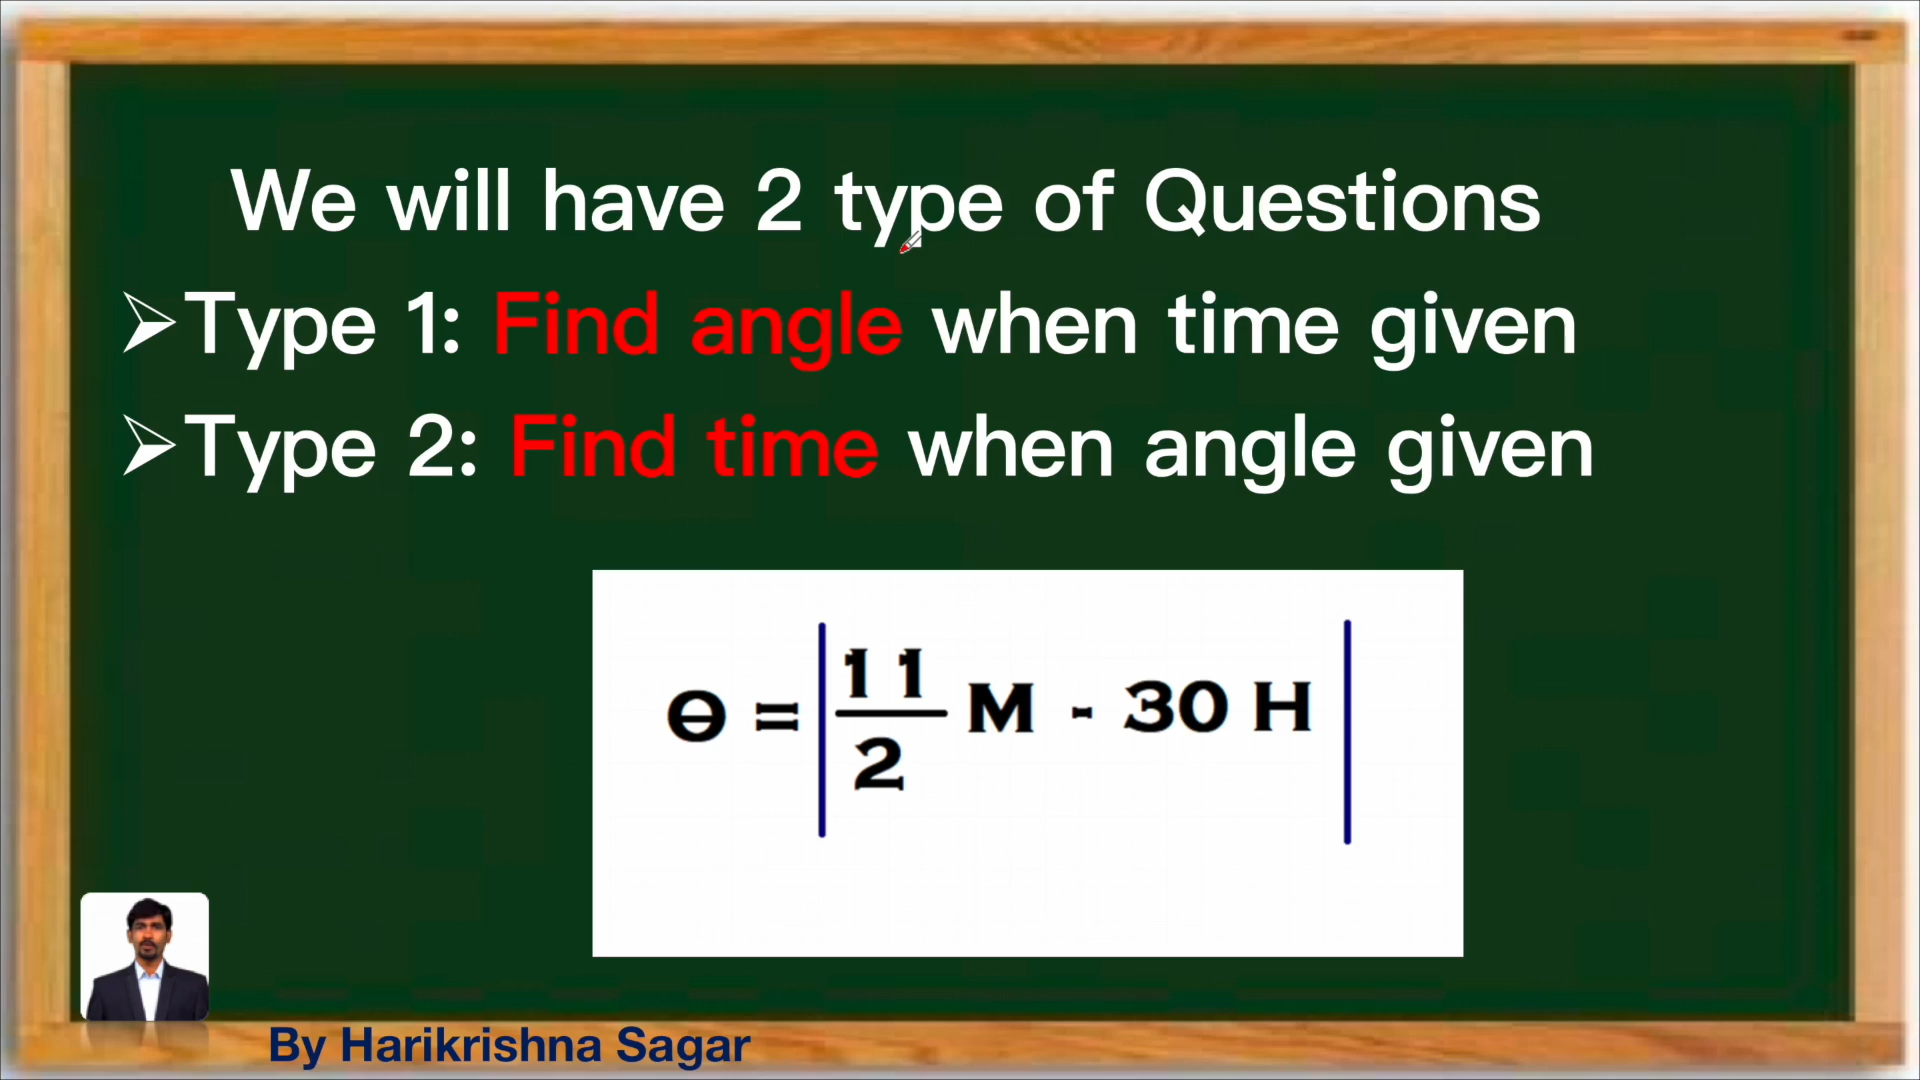 We will have 2 type of Questions
➢Type 1: Find angle when time given
➢Type 2: Find time when angle given
Θ = | 11/2 M - 30 H |
By Harikrishna Sagar